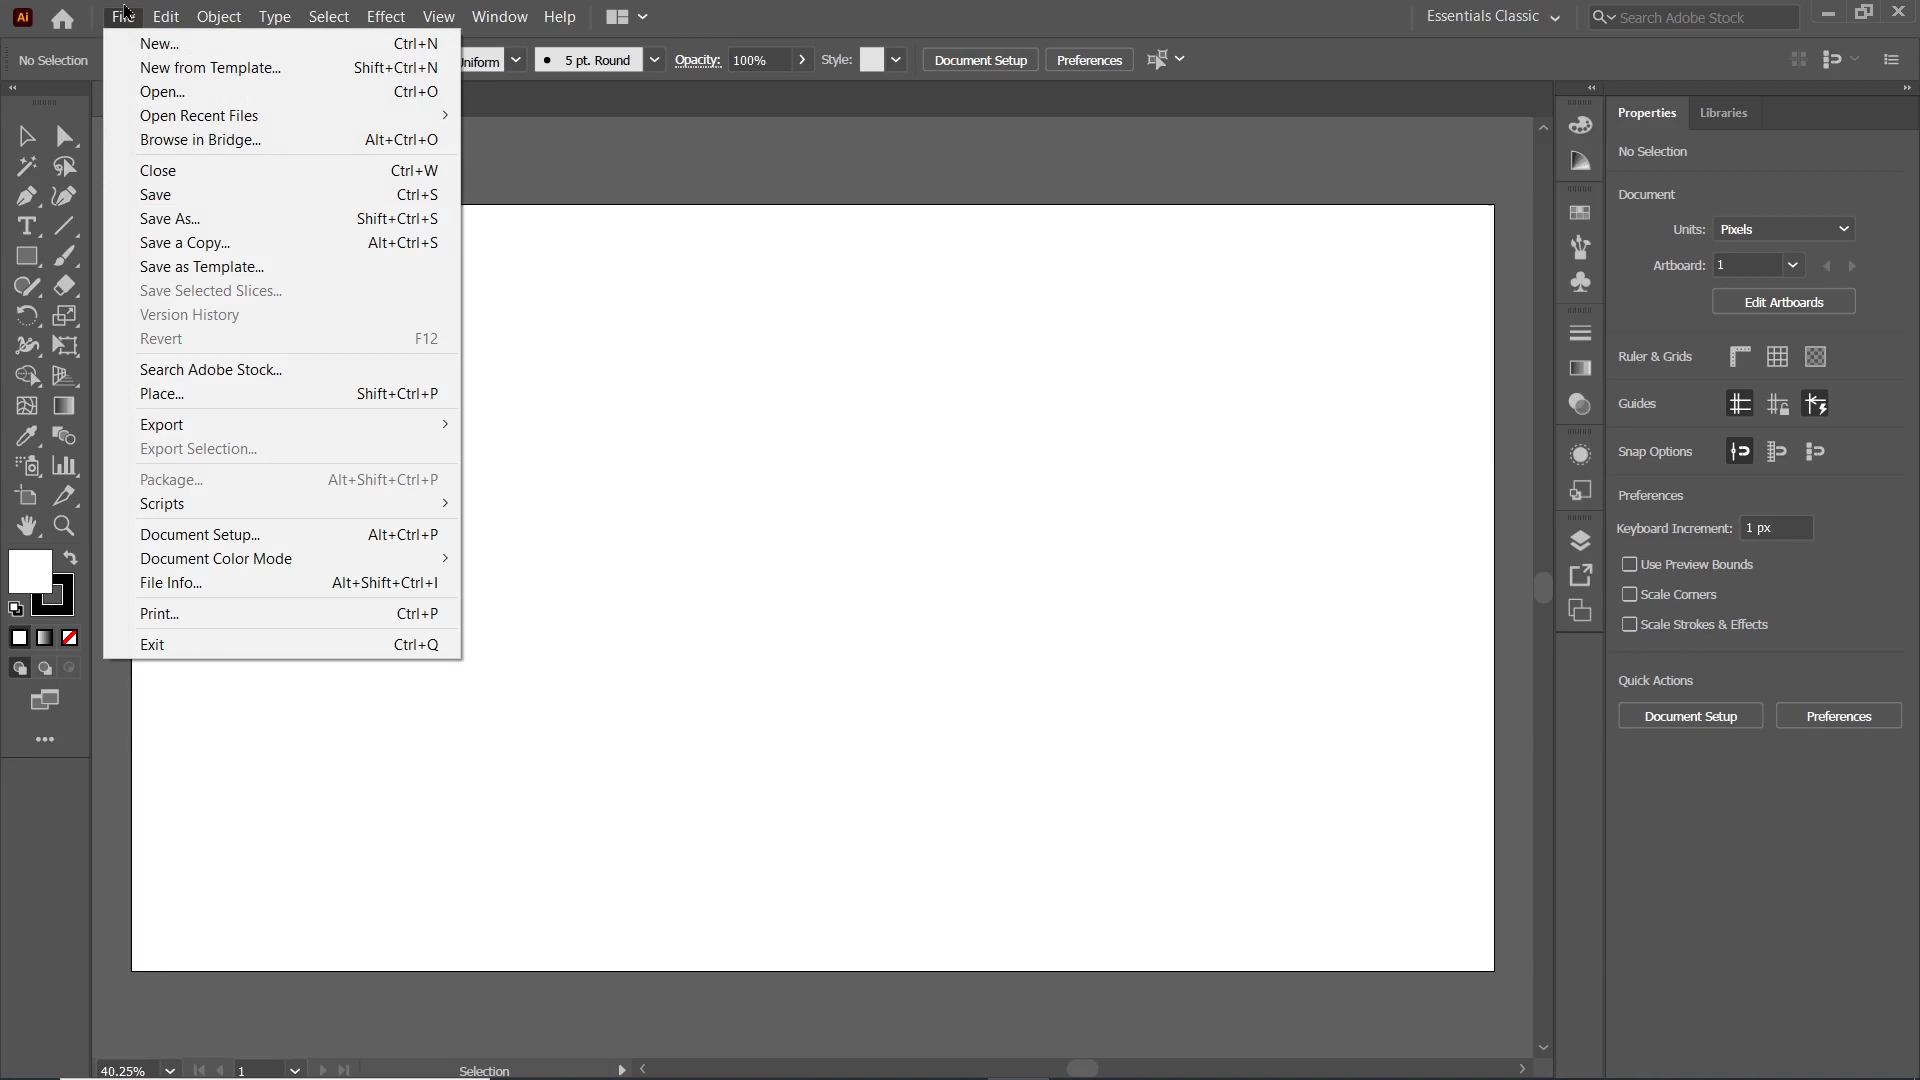 Ai File Edit Object Type Select Effect View Window Help Essentials Classic Search Adobe Stock
No Selection Uniform 5 pt. Round Opacity: 100% Style: Document Setup Preferences
New... Ctrl+N
New from Template... Shift+Ctrl+N
Open... Ctrl+O
Open Recent Files
Browse in Bridge... Alt+Ctrl+O
Close Ctrl+W
Save Ctrl+S
Save As... Shift+Ctrl+S
Save a Copy... Alt+Ctrl+S
Save as Template...
Save Selected Slices...
Version History
Revert F12
Search Adobe Stock...
Place... Shift+Ctrl+P
Export
Export Selection...
Package... Alt+Shift+Ctrl+P
Scripts
Document Setup... Alt+Ctrl+P
Document Color Mode
File Info... Alt+Shift+Ctrl+I
Print... Ctrl+P
Exit Ctrl+Q
Properties Libraries
No Selection
Document
Units: Pixels
Artboard: 1
Edit Artboards
Ruler & Grids
Guides
Snap Options
Preferences
Keyboard Increment: 1 px
Use Preview Bounds
Scale Corners
Scale Strokes & Effects
Quick Actions
Document Setup Preferences
40.25% 1 Selection